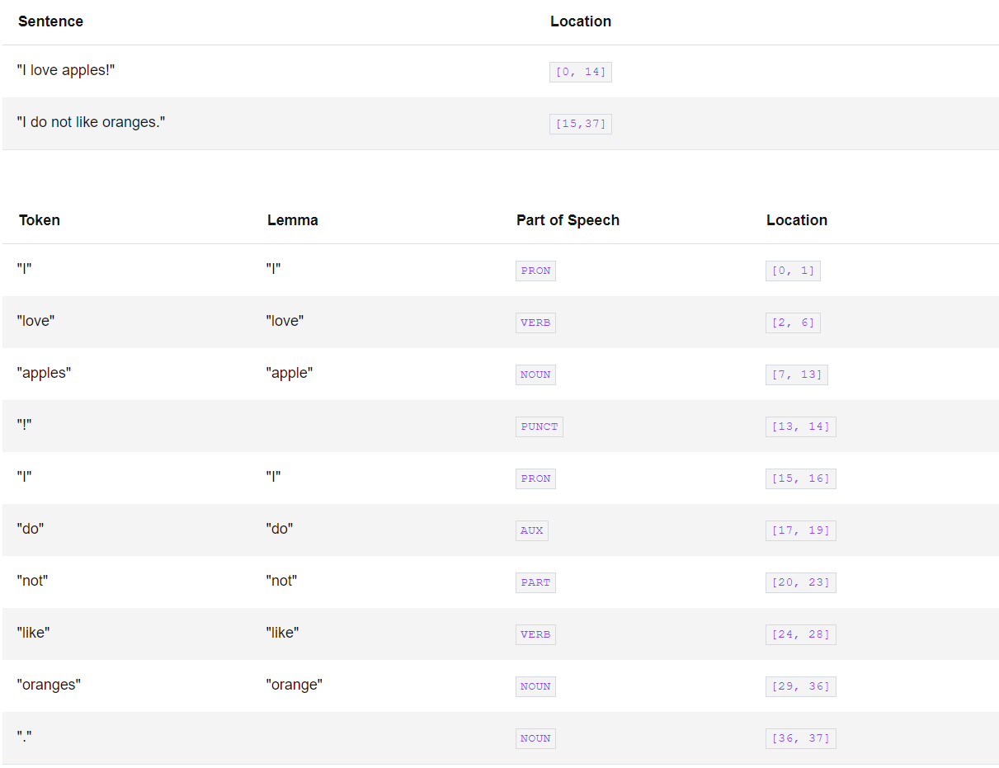 Sentence Location
"I love apples!" [0, 14]
"I do not like oranges." [15,37]
Token Lemma Part of Speech Location
"I" "I" PRON [0, 1]
"love" "love" VERB [2, 6]
"apples" "apple" NOUN [7, 13]
"!" PUNCT [13, 14]
"I" "I" PRON [15, 16]
"do" "do" AUX [17, 19]
"not" "not" PART [20, 23]
"like" "like" VERB [24, 28]
"oranges" "orange" NOUN [29, 36]
"." NOUN [36, 37]